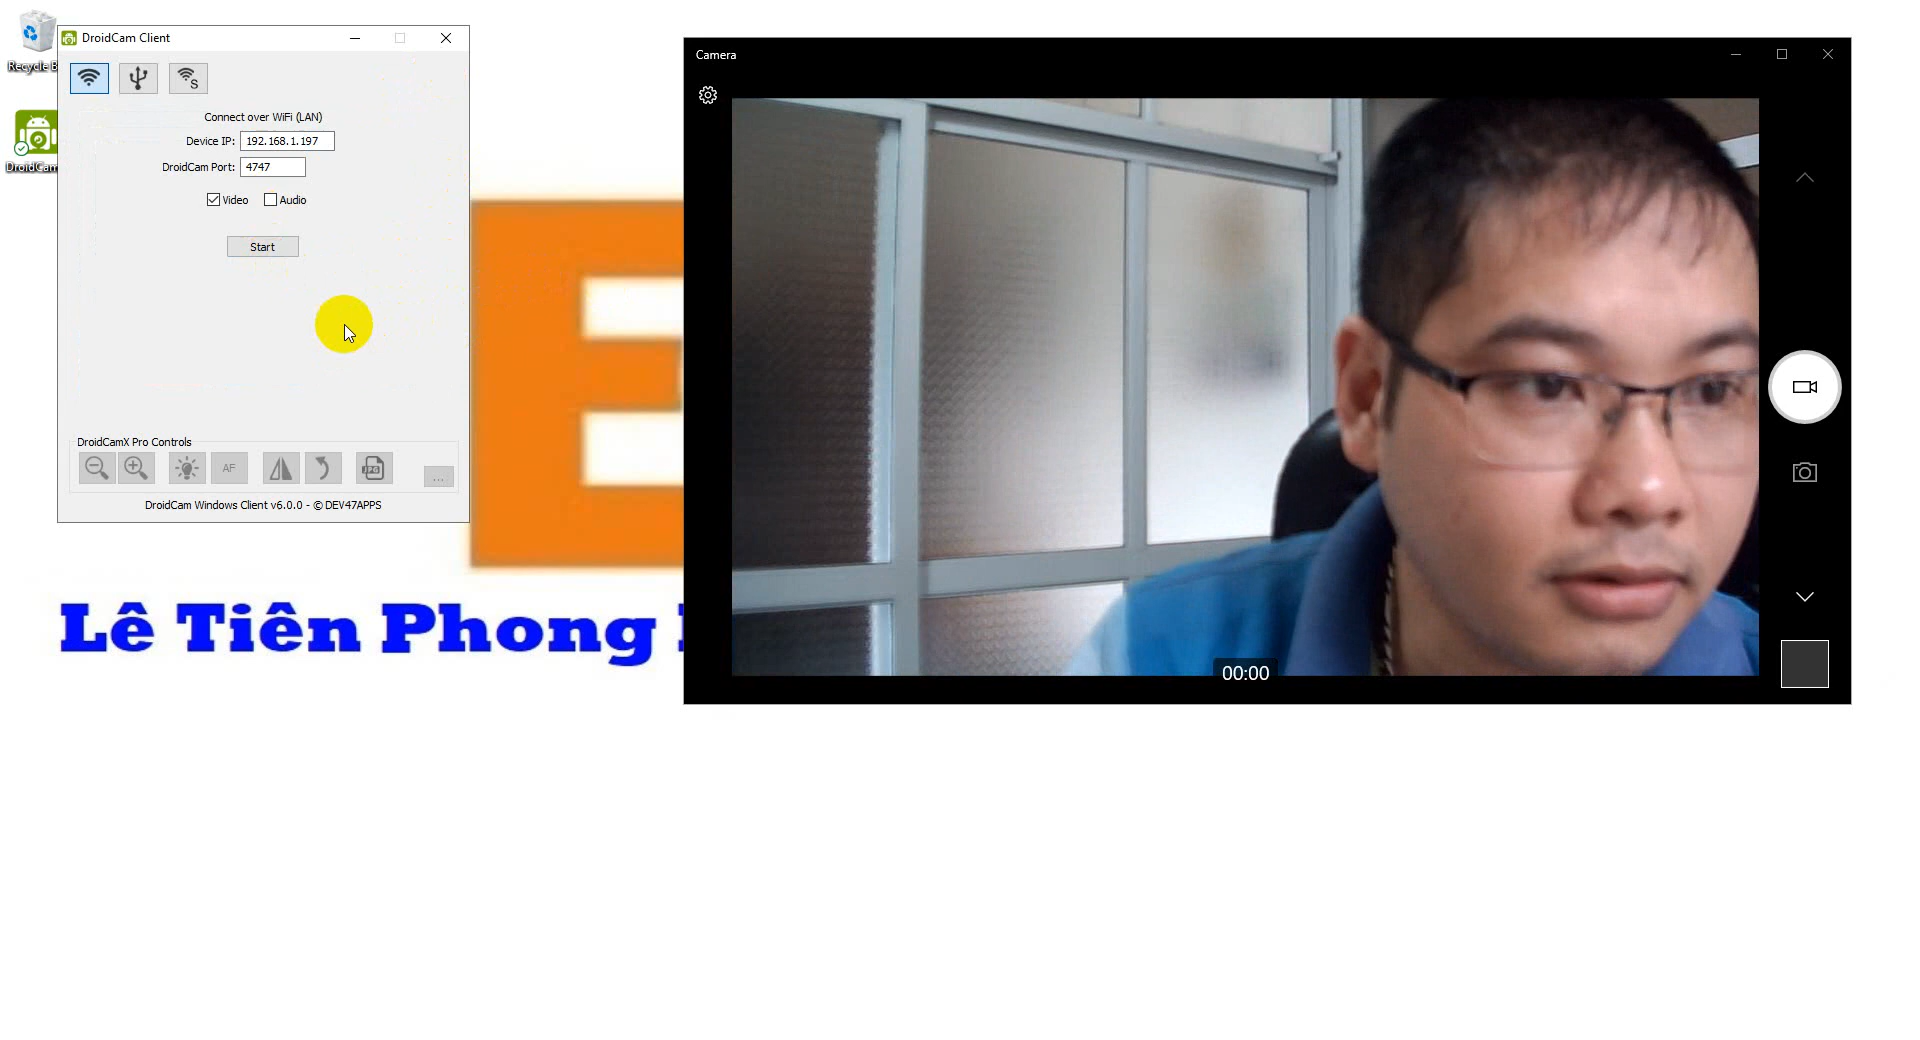 Recycle B
DroidCam
DroidCam Client
S
Connect over WiFi (LAN)
Device IP: 192.168.1.197
DroidCam Port: 4747
Video Audio
Start
DroidCamX Pro Controls
AF
JPG
...
DroidCam Windows Client v6.0.0 - © DEV47APPS
E
Lê Tiên Phong
Camera
00:00